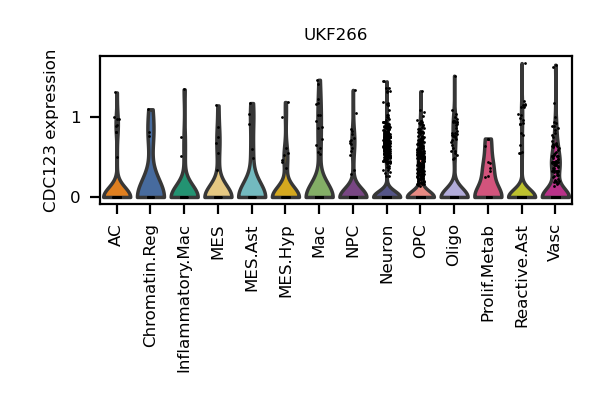 UKF266
CDC123 expression
1
0
AC
Chromatin.Reg
Inflammatory.Mac
MES
MES.Ast
MES.Hyp
Mac
NPC
Neuron
OPC
Oligo
Prolif.Metab
Reactive.Ast
Vasc